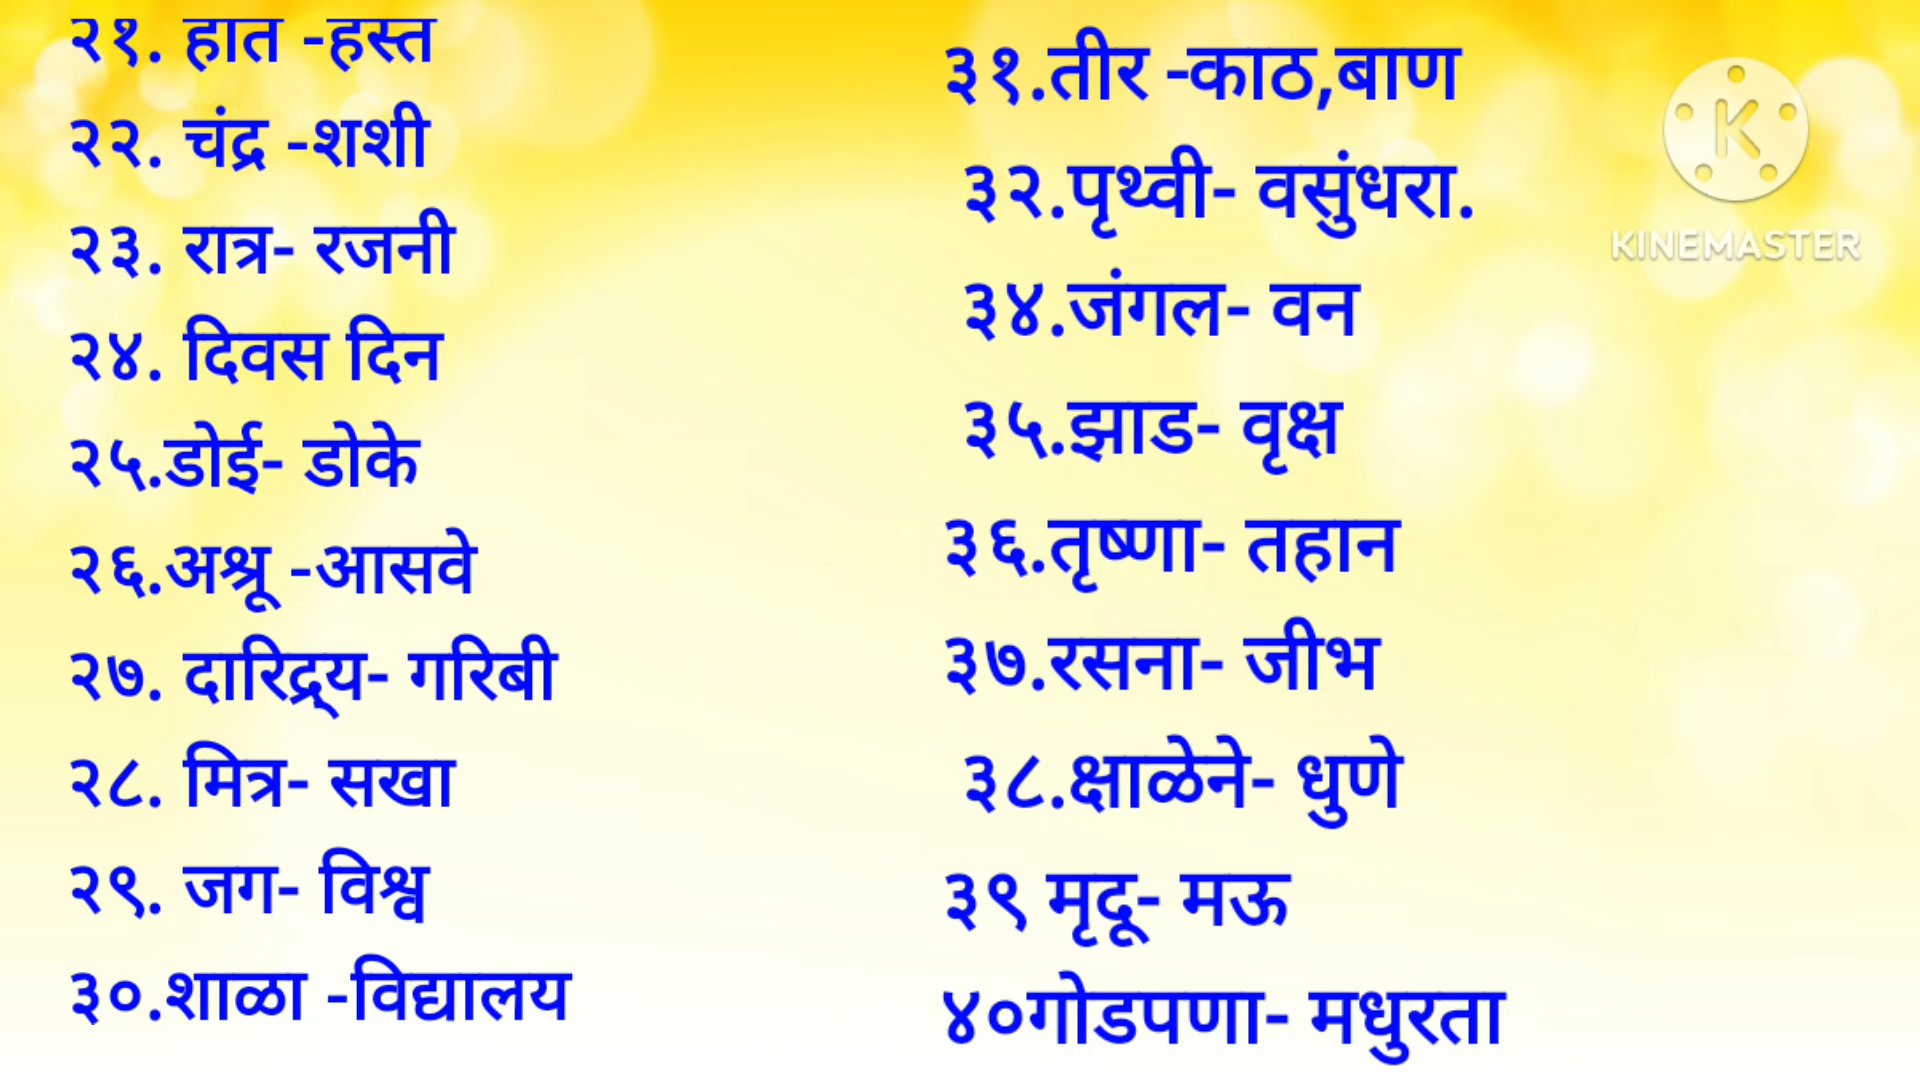 २१. हात -हस्त
२२. चंद्र -शशी
२३. रात्र- रजनी
२४. दिवस दिन
२५.डोई- डोके
२६.अश्रू -आसवे
२७. दारिद्र्य- गरिबी
२८. मित्र- सखा
२९. जग- विश्व
३०.शाळा -विद्यालय
३१.तीर -काठ,बाण
३२.पृथ्वी- वसुंधरा.
३४.जंगल- वन
३५.झाड- वृक्ष
३६.तृष्णा- तहान
३७.रसना- जीभ
३८.क्षाळेने- धुणे
३९ मृदू- मऊ
४०गोडपणा- मधुरता
K
KINEMASTER